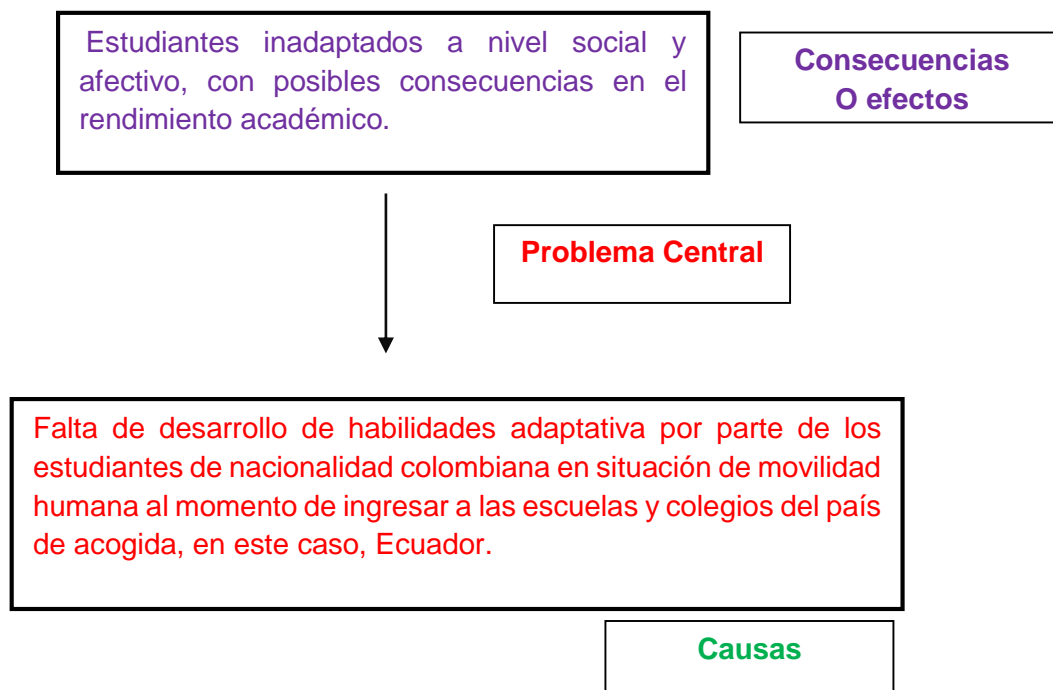 Estudiantes inadaptados a nivel social y
afectivo, con posibles consecuencias en el
rendimiento académico.
Consecuencias
O efectos
Problema Central
Falta de desarrollo de habilidades adaptativa por parte de los
estudiantes de nacionalidad colombiana en situación de movilidad
humana al momento de ingresar a las escuelas y colegios del país
de acogida, en este caso, Ecuador.
Causas